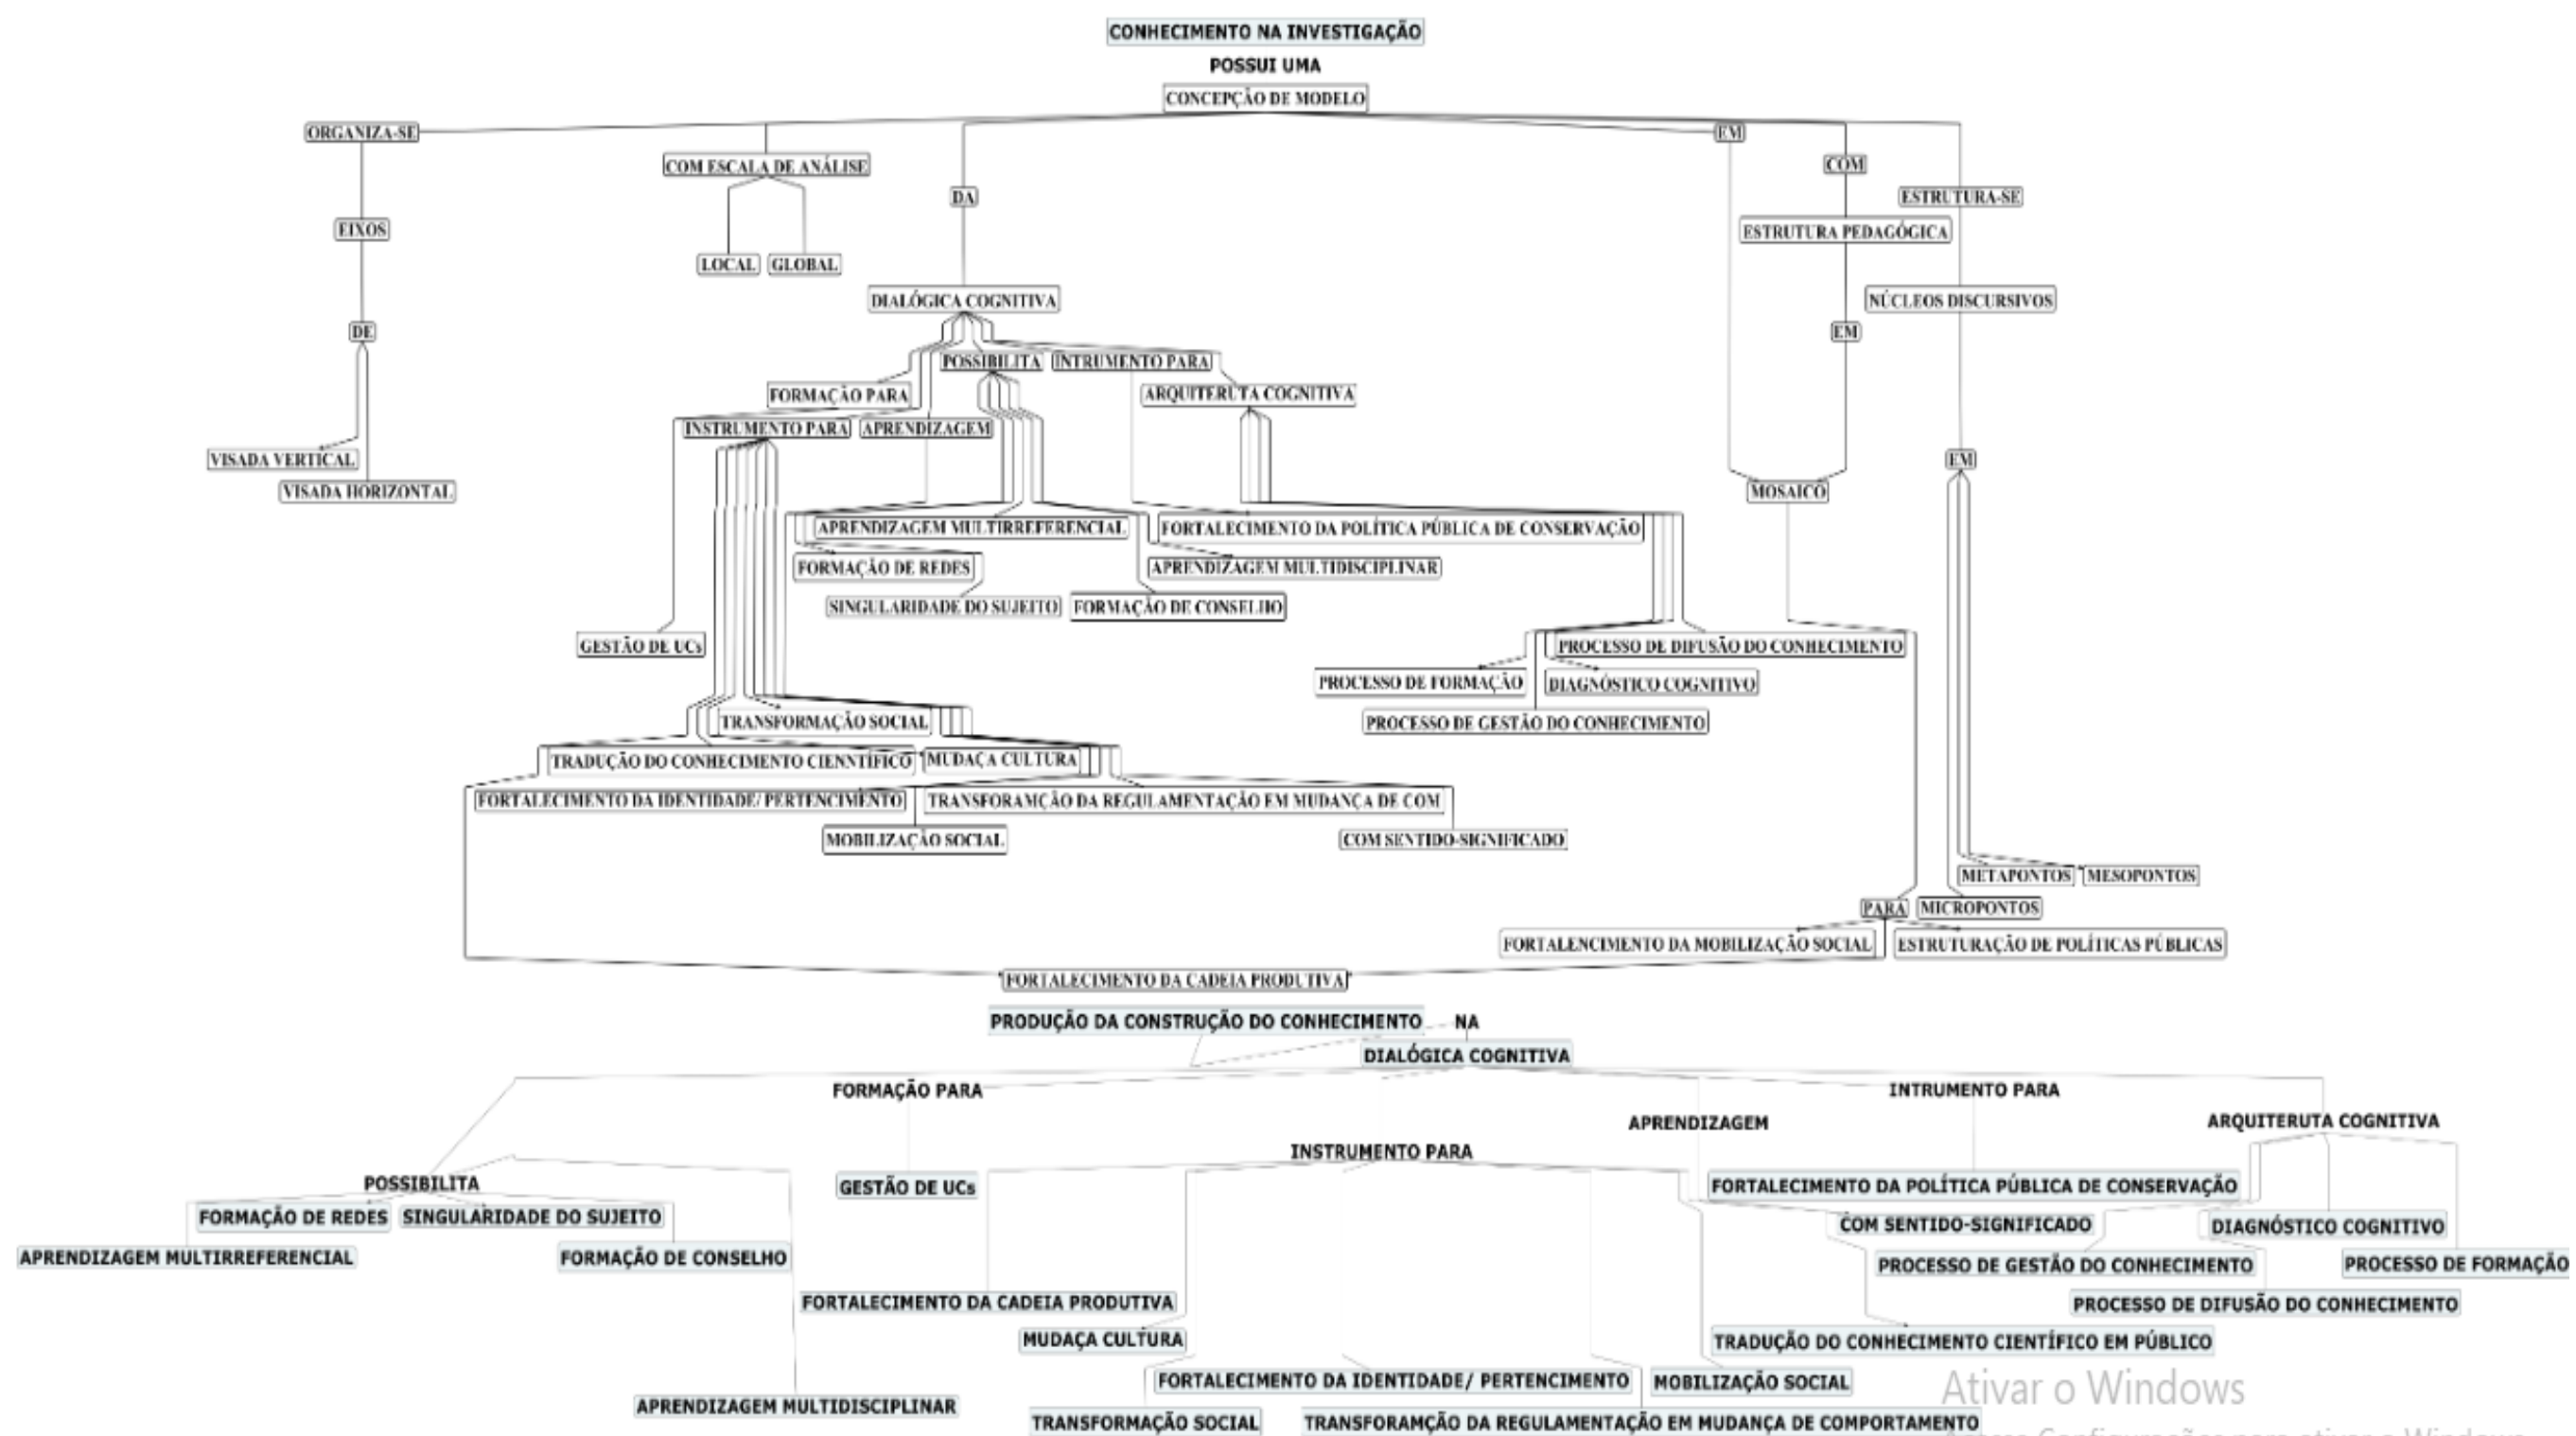 CONHECIMENTO NA INVESTIGAÇÃO
POSSUI UMA
CONCEPÇÃO DE MODELO
ORGANIZA-SE
EM
COM ESCALA DE ANÁLISE
COM
DA
ESTRUTURA-SE
EIXOS
ESTRUTURA PEDAGÓGICA
LOCAL
GLOBAL
DIALÓGICA COGNITIVA
NÚCLEOS DISCURSIVOS
DE
EM
POSSIBILITA
INTRUMENTO PARA
FORMAÇÃO PARA
ARQUITERUTA COGNITIVA
INSTRUMENTO PARA
APRENDIZAGEM
VISADA VERTICAL
EM
VISADA HORIZONTAL
MOSAICO
APRENDIZAGEM MULTIRREFERENCIAL
FORTALECIMENTO DA POLÍTICA PÚBLICA DE CONSERVAÇÃO
FORMAÇÃO DE REDES
APRENDIZAGEM MULTIDISCIPLINAR
SINGULARIDADE DO SUJEITO
FORMAÇÃO DE CONSELHO
GESTÃO DE UCs
PROCESSO DE DIFUSÃO DO CONHECIMENTO
PROCESSO DE FORMAÇÃO
DIAGNÓSTICO COGNITIVO
TRANSFORMAÇÃO SOCIAL
PROCESSO DE GESTÃO DO CONHECIMENTO
TRADUÇÃO DO CONHECIMENTO CIENNTÍFICO
MUDAÇA CULTURA
FORTALECIMENTO DA IDENTIDADE/ PERTENCIMENTO
TRANSFORAMÇÃO DA REGULAMENTAÇÃO EM MUDANÇA DE COM
MOBILIZAÇÃO SOCIAL
COM SENTIDO-SIGNIFICADO
METAPONTOS
MESOPONTOS
PARA
MICROPONTOS
FORTALENCIMENTO DA MOBILIZAÇÃO SOCIAL
ESTRUTURAÇÃO DE POLÍTICAS PÚBLICAS
FORTALECIMENTO DA CADEIA PRODUTIVA
PRODUÇÃO DA CONSTRUÇÃO DO CONHECIMENTO
NA
DIALÓGICA COGNITIVA
FORMAÇÃO PARA
INTRUMENTO PARA
APRENDIZAGEM
ARQUITERUTA COGNITIVA
INSTRUMENTO PARA
POSSIBILITA
GESTÃO DE UCs
FORTALECIMENTO DA POLÍTICA PÚBLICA DE CONSERVAÇÃO
FORMAÇÃO DE REDES
SINGULARIDADE DO SUJEITO
COM SENTIDO-SIGNIFICADO
DIAGNÓSTICO COGNITIVO
APRENDIZAGEM MULTIRREFERENCIAL
FORMAÇÃO DE CONSELHO
PROCESSO DE GESTÃO DO CONHECIMENTO
PROCESSO DE FORMAÇÃO
FORTALECIMENTO DA CADEIA PRODUTIVA
PROCESSO DE DIFUSÃO DO CONHECIMENTO
MUDAÇA CULTURA
TRADUÇÃO DO CONHECIMENTO CIENTÍFICO EM PÚBLICO
FORTALECIMENTO DA IDENTIDADE/ PERTENCIMENTO
MOBILIZAÇÃO SOCIAL
Ativar o Windows
APRENDIZAGEM MULTIDISCIPLINAR
TRANSFORMAÇÃO SOCIAL
TRANSFORAMÇÃO DA REGULAMENTAÇÃO EM MUDANÇA DE COMPORTAMENTO